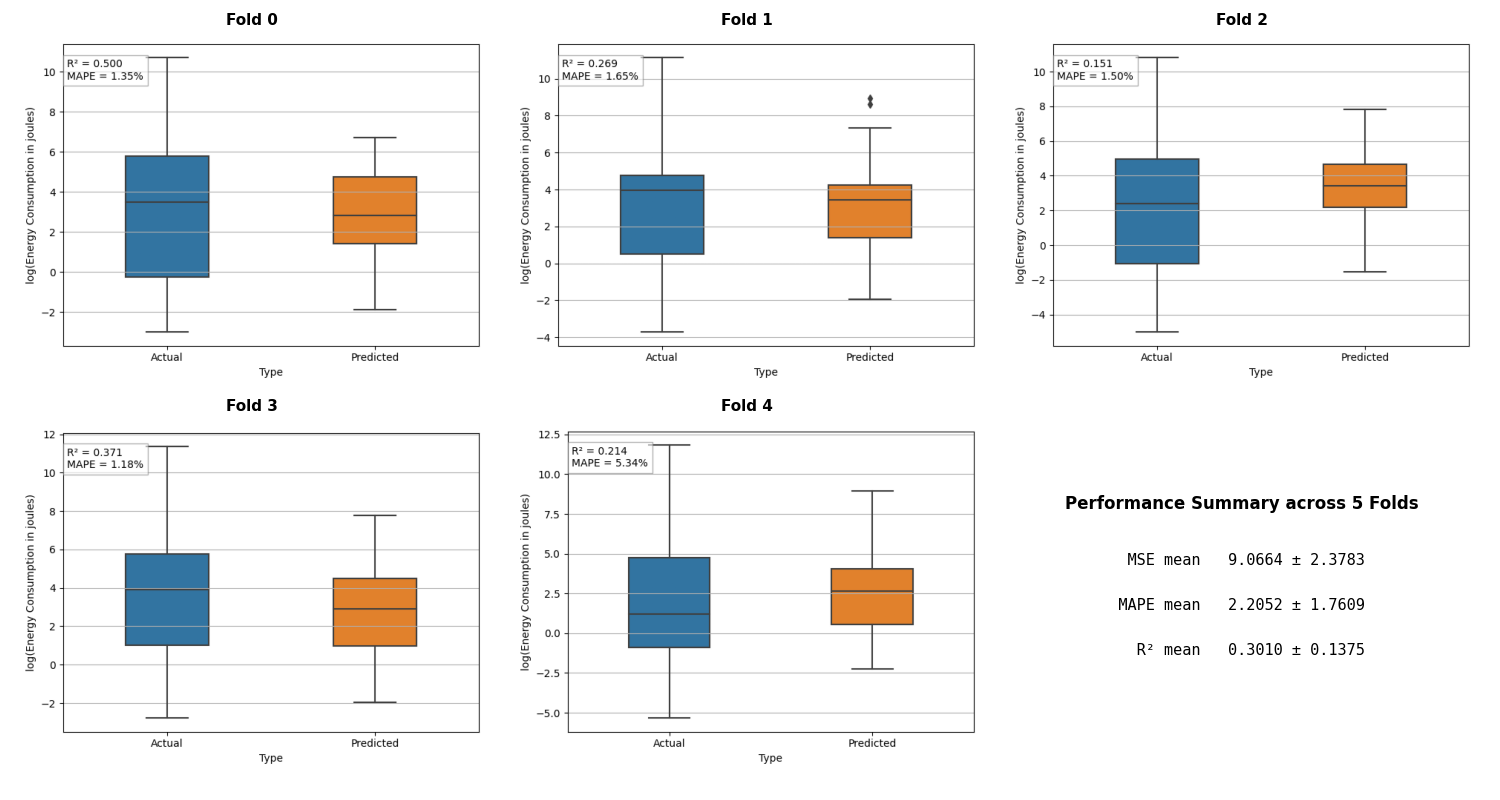 Fold 0
R² = 0.500
MAPE = 1.35%
log(Energy Consumption in joules)
10
8
6
4
2
0
−2
Actual Predicted
Type
Fold 1
R² = 0.269
MAPE = 1.65%
log(Energy Consumption in joules)
10
8
6
4
2
0
−2
−4
Actual Predicted
Type
Fold 2
R² = 0.151
MAPE = 1.50%
log(Energy Consumption in joules)
10
8
6
4
2
0
−2
−4
Actual Predicted
Type
Fold 3
R² = 0.371
MAPE = 1.18%
log(Energy Consumption in joules)
12
10
8
6
4
2
0
−2
Actual Predicted
Type
Fold 4
R² = 0.214
MAPE = 5.34%
log(Energy Consumption in joules)
12.5
10.0
7.5
5.0
2.5
0.0
−2.5
−5.0
Actual Predicted
Type
Performance Summary across 5 Folds
MSE mean 9.0664 ± 2.3783
MAPE mean 2.2052 ± 1.7609
R² mean 0.3010 ± 0.1375